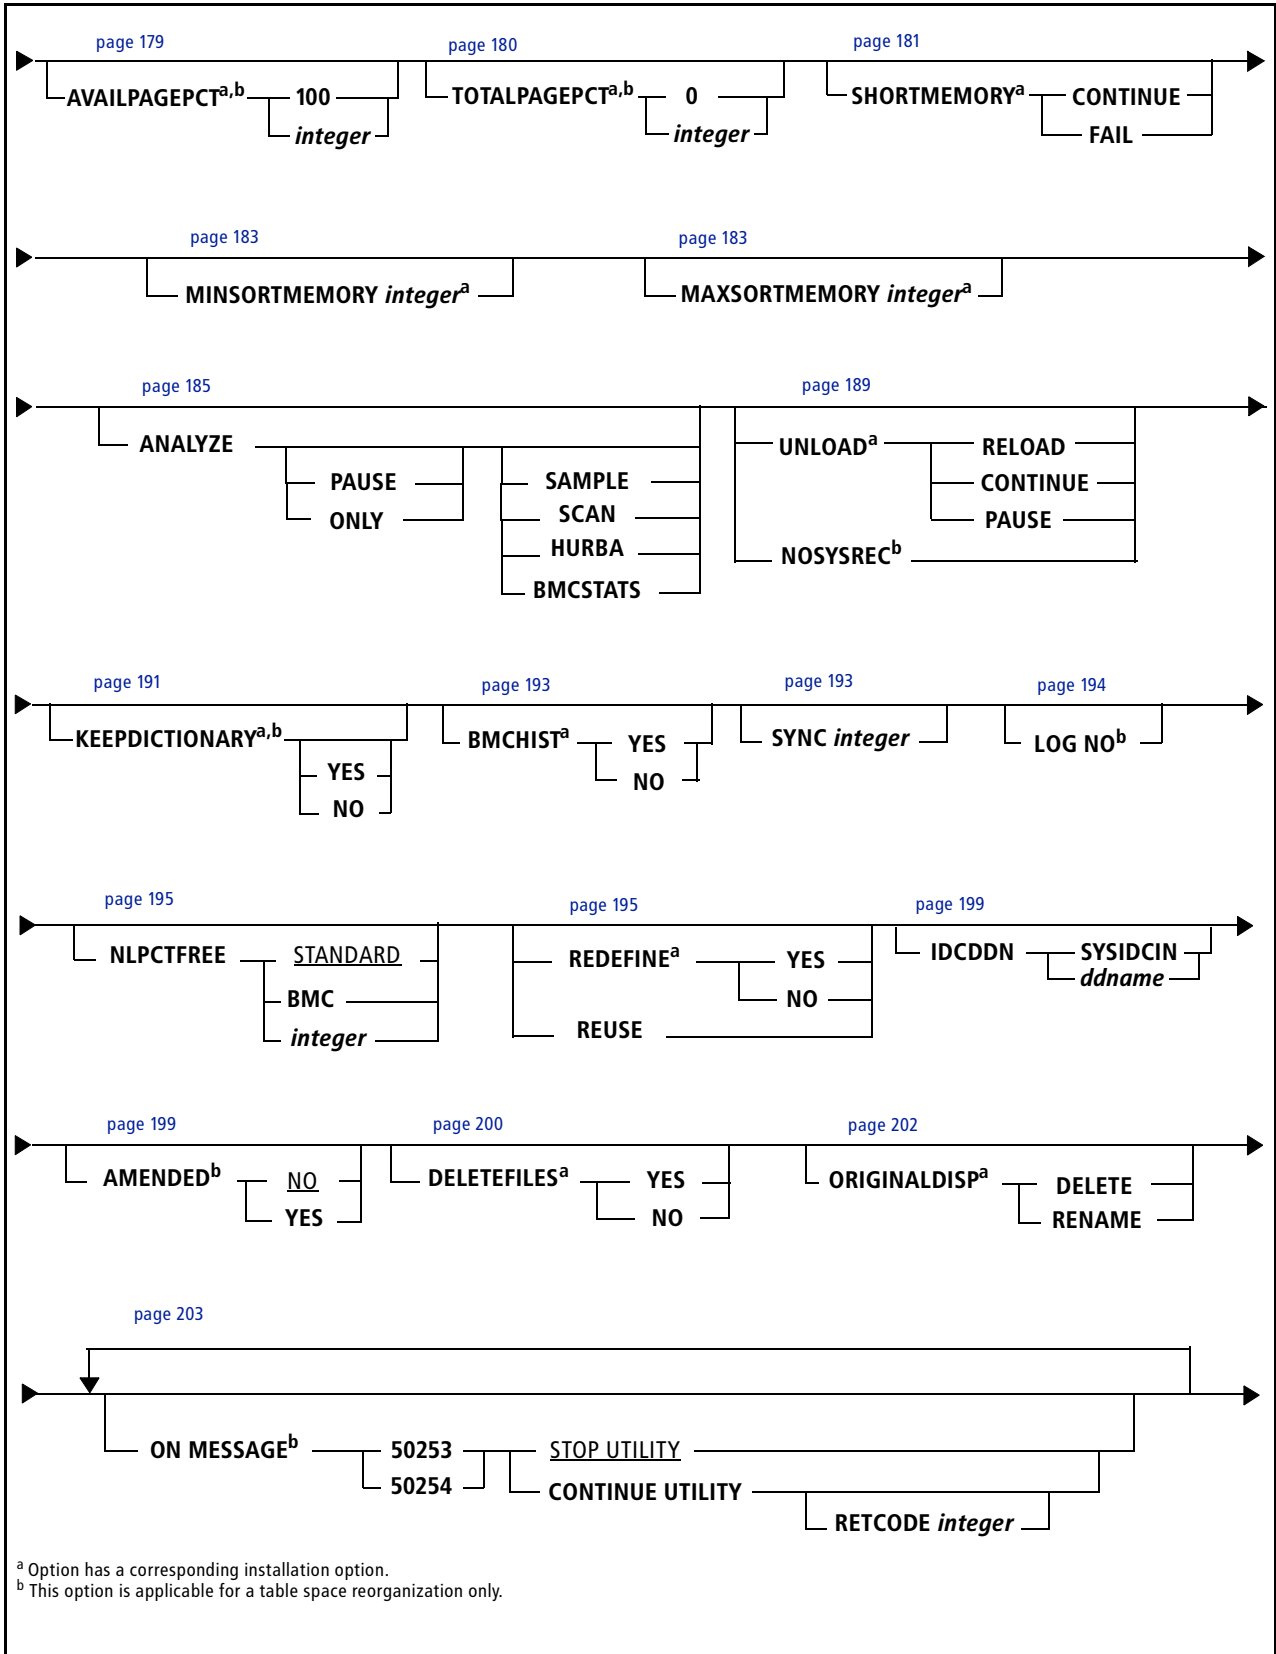 page 179 page 180 page 181
AVAILPAGEPCTa,b 100 TOTALPAGEPCTa,b 0 SHORTMEMORYa CONTINUE
integer integer FAIL
page 183 page 183
MINSORTMEMORY integera MAXSORTMEMORY integera
page 185 page 189
ANALYZE UNLOADa RELOAD
PAUSE SAMPLE CONTINUE
ONLY SCAN PAUSE
HURBA NOSYSRECb
BMCSTATS
page 191 page 193 page 193 page 194
KEEPDICTIONARYa,b BMCHISTa YES SYNC integer LOG NOb
YES NO
NO
page 195 page 195 page 199
NLPCTFREE STANDARD REDEFINEa YES IDCDDN SYSIDCIN
BMC NO ddname
integer REUSE
page 199 page 200 page 202
AMENDEDb NO DELETEFILESa YES ORIGINALDISPa DELETE
YES NO RENAME
page 203
ON MESSAGEb 50253 STOP UTILITY
50254 CONTINUE UTILITY
RETCODE integer
a Option has a corresponding installation option.
b This option is applicable for a table space reorganization only.